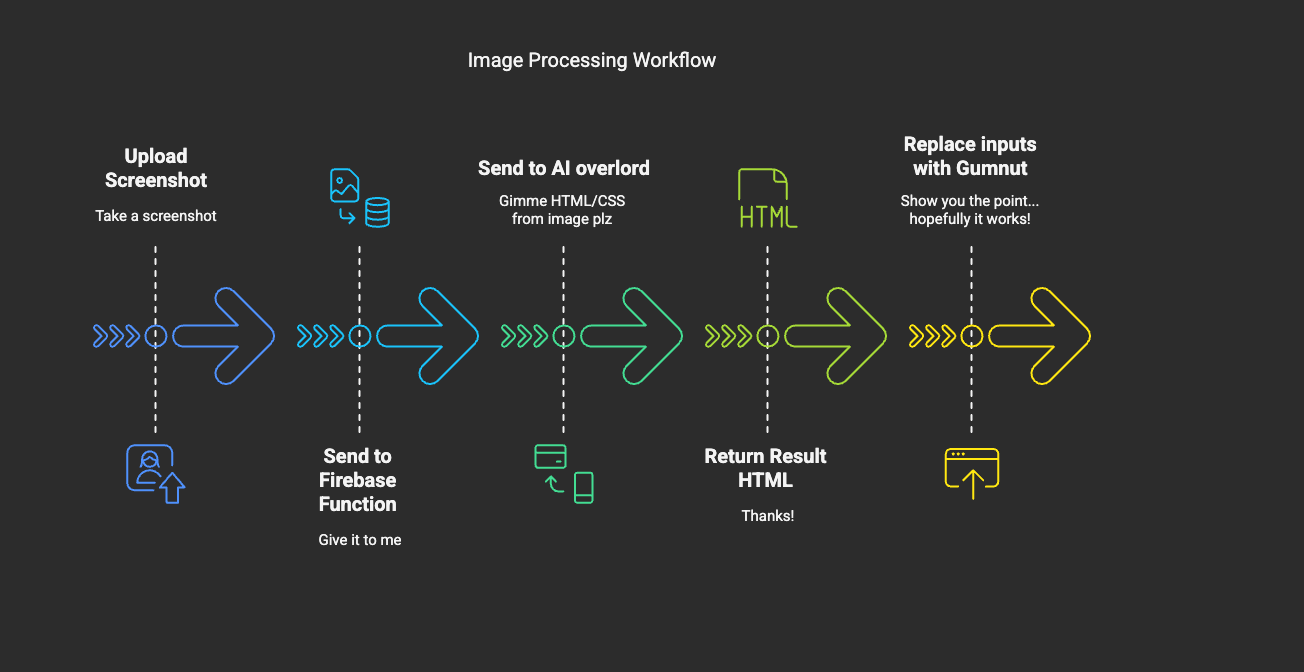 Image Processing Workflow
Upload
Screenshot
Take a screenshot
Send to
Firebase
Function
Give it to me
Send to AI overlord
Gimme HTML/CSS
from image plz
HTML
Return Result
HTML
Thanks!
Replace inputs
with Gumnut
Show you the point...
hopefully it works!